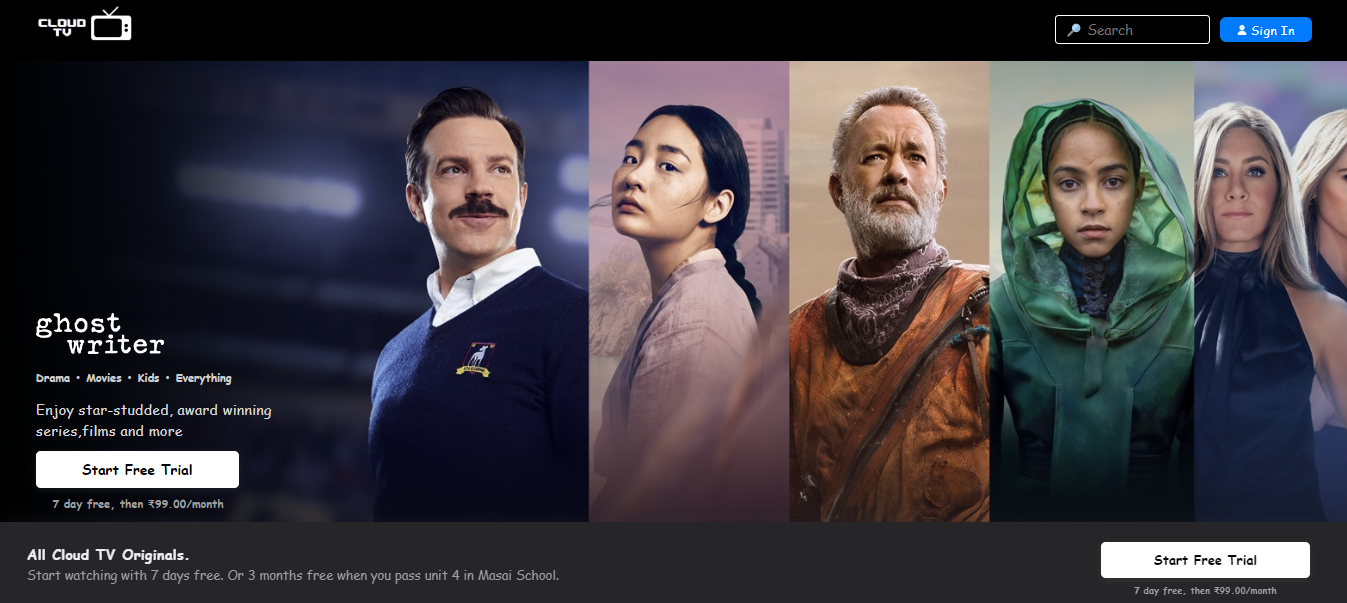 CLOUD
TV
Search
Sign In
ghost
writer
Drama • Movies • Kids • Everything
Enjoy star-studded, award winning
series,films and more
Start Free Trial
7 day free, then ₹99.00/month
All Cloud TV Originals.
Start watching with 7 days free. Or 3 months free when you pass unit 4 in Masai School.
Start Free Trial
7 day free, then ₹99.00/month